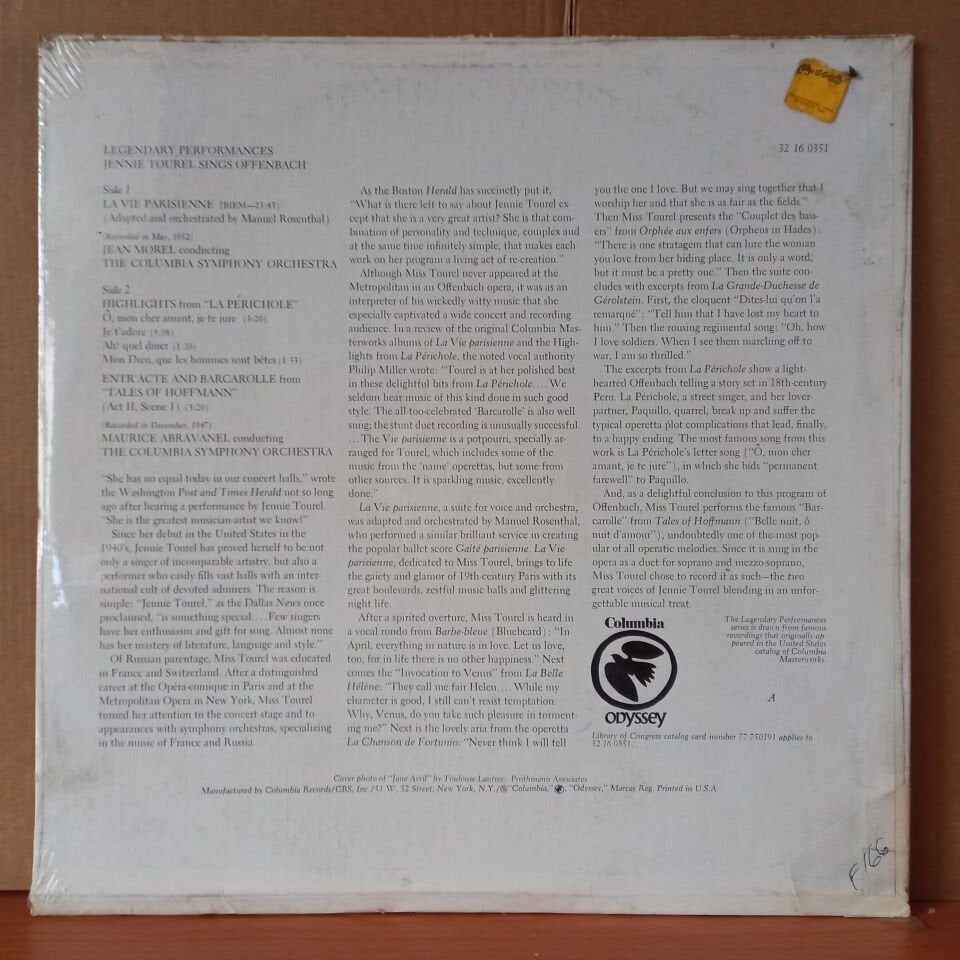 LEGENDARY PERFORMANCES
JENNIE TOUREL SINGS OFFENBACH
32 16 0351
Side 1
LA VIE PARISIENNE [BIEM—23:43]
(Adapted and orchestrated by Manuel Rosenthal)
(Recorded in May, 1952)
JEAN MOREL conducting
THE COLUMBIA SYMPHONY ORCHESTRA
Side 2
HIGHLIGHTS from "LA PÉRICHOLE"
Ô, mon cher amant, je te jure (3:20)
Je t'adore (3:08)
Ah! quel diner (1:20)
Mon Dieu, que les hommes sont bêtes (1:53)
ENTR'ACTE AND BARCAROLLE from
"TALES OF HOFFMANN"
(Act II, Scene 1) (3:20)
(Recorded in December, 1947)
MAURICE ABRAVANEL conducting
THE COLUMBIA SYMPHONY ORCHESTRA
"She has no equal today in our concert halls," wrote
the Washington Post and Times Herald not so long
ago after hearing a performance by Jennie Tourel.
"She is the greatest musician-artist we know!"
Since her debut in the United States in the
1940's, Jennie Tourel has proved herself to be not
only a singer of incomparable artistry, but also a
performer who easily fills vast halls with an inter-
national cult of devoted admirers. The reason is
simple: "Jennie Tourel," as the Dallas News once
proclaimed, "is something special.... Few singers
have her enthusiasm and gift for song. Almost none
has her mastery of literature, language and style."
Of Russian parentage, Miss Tourel was educated
in France and Switzerland. After a distinguished
career at the Opéra-comique in Paris and at the
Metropolitan Opera in New York, Miss Tourel
turned her attention to the concert stage and to
appearances with symphony orchestras, specializing
in the music of France and Russia.
As the Boston Herald has succinctly put it,
"What is there left to say about Jennie Tourel ex-
cept that she is a very great artist? She is that com-
bination of personality and technique, complex and
at the same time infinitely simple, that makes each
work on her program a living act of re-creation."
Although Miss Tourel never appeared at the
Metropolitan in an Offenbach opera, it was as an
interpreter of his wickedly witty music that she
especially captivated a wide concert and recording
audience. In a review of the original Columbia Mas-
terworks albums of La Vie parisienne and the High-
lights from La Périchole, the noted vocal authority
Philip Miller wrote: "Tourel is at her polished best
in these delightful bits from La Périchole.... We
seldom hear music of this kind done in such good
style. The all-too-celebrated 'Barcarolle' is also well
sung; the stunt duet recording is unusually successful.
...The Vie parisienne is a potpourri, specially ar-
ranged for Tourel, which includes some of the
music from the 'name' operettas, but some from
other sources. It is sparkling music, excellently
done."
La Vie parisienne, a suite for voice and orchestra,
was adapted and orchestrated by Manuel Rosenthal,
who performed a similar brilliant service in creating
the popular ballet score Gaîté parisienne. La Vie
parisienne, dedicated to Miss Tourel, brings to life
the gaiety and glamor of 19th-century Paris with its
great boulevards, zestful music halls and glittering
night life.
After a spirited overture, Miss Tourel is heard in
a vocal rondo from Barbe-bleue (Bluebeard): "In
April, everything in nature is in love. Let us love,
too, for in life there is no other happiness." Next
comes the "Invocation to Venus" from La Belle
Hélène: "They call me fair Helen.... While my
character is good, I still can't resist temptation.
Why, Venus, do you take such pleasure in torment-
ing me?" Next is the lovely aria from the operetta
La Chanson de Fortunio: "Never think I will tell
you the one I love. But we may sing together that I
worship her and that she is as fair as the fields."
Then Miss Tourel presents the "Couplet des bais-
ers" from Orphée aux enfers (Orpheus in Hades):
"There is one stratagem that can lure the woman
you love from her hiding place. It is only a word,
but it must be a pretty one." Then the suite con-
cludes with excerpts from La Grande-Duchesse de
Gérolstein. First, the eloquent "Dites-lui qu'on l'a
remarqué": "Tell him that I have lost my heart to
him." Then the rousing regimental song: "Oh, how
I love soldiers. When I see them marching off to
war, I am so thrilled."
The excerpts from La Périchole show a light-
hearted Offenbach telling a story set in 18th-century
Peru. La Périchole, a street singer, and her lover-
partner, Paquillo, quarrel, break up and suffer the
typical operetta plot complications that lead, finally,
to a happy ending. The most famous song from this
work is La Périchole's letter song ("Ô, mon cher
amant, je te jure"), in which she bids "permanent
farewell" to Paquillo.
And, as a delightful conclusion to this program of
Offenbach, Miss Tourel performs the famous "Bar-
carolle" from Tales of Hoffmann ("Belle nuit, ô
nuit d'amour"), undoubtedly one of the most pop-
ular of all operatic melodies. Since it is sung in the
opera as a duet for soprano and mezzo-soprano,
Miss Tourel chose to record it as such—the two
great voices of Jennie Tourel blending in an unfor-
gettable musical treat.
Columbia
ODYSSEY
The Legendary Performances
series is drawn from famous
recordings that originally ap-
peared in the United States
catalog of Columbia
Masterworks.
A
Library of Congress catalog card number 77-750191 applies to
32 16 0351.
Cover photo of "Jane Avril" by Toulouse-Lautrec: Prothmann Associates
Manufactured by Columbia Records/CBS, Inc./51 W. 52 Street, New York, N.Y./® "Columbia," "Odyssey," Marcas Reg. Printed in U.S.A.
F166